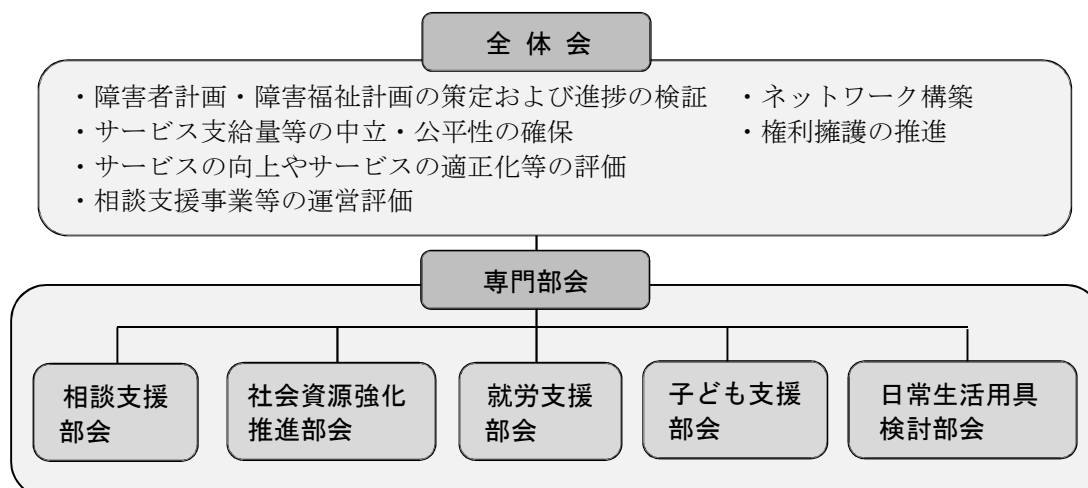 全 体 会
・障害者計画・障害福祉計画の策定および進捗の検証　・ネットワーク構築
・サービス支給量等の中立・公平性の確保　・権利擁護の推進
・サービスの向上やサービスの適正化等の評価
・相談支援事業等の運営評価
専門部会
相談支援
部会
社会資源強化
推進部会
就労支援
部会
子ども支援
部会
日常生活用具
検討部会